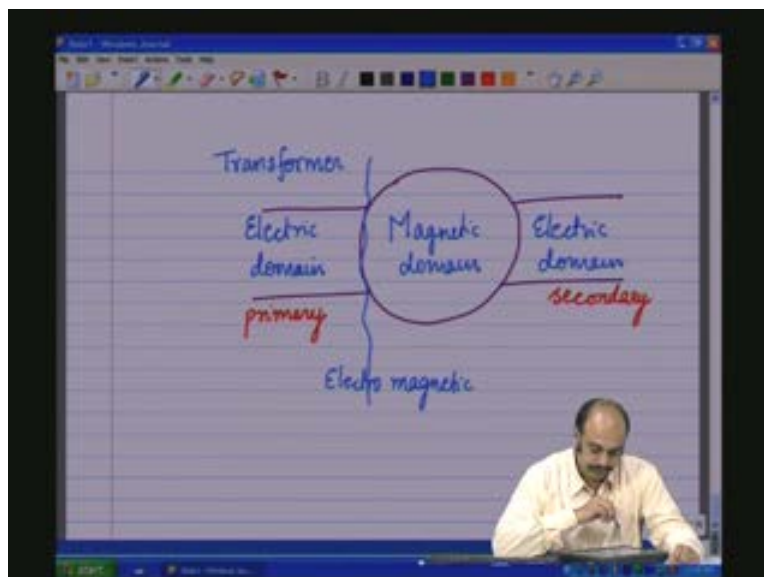 Transformer
Electric
domain
Magnetic
domain
Electric
domain
primary
secondary
Electro magnetic